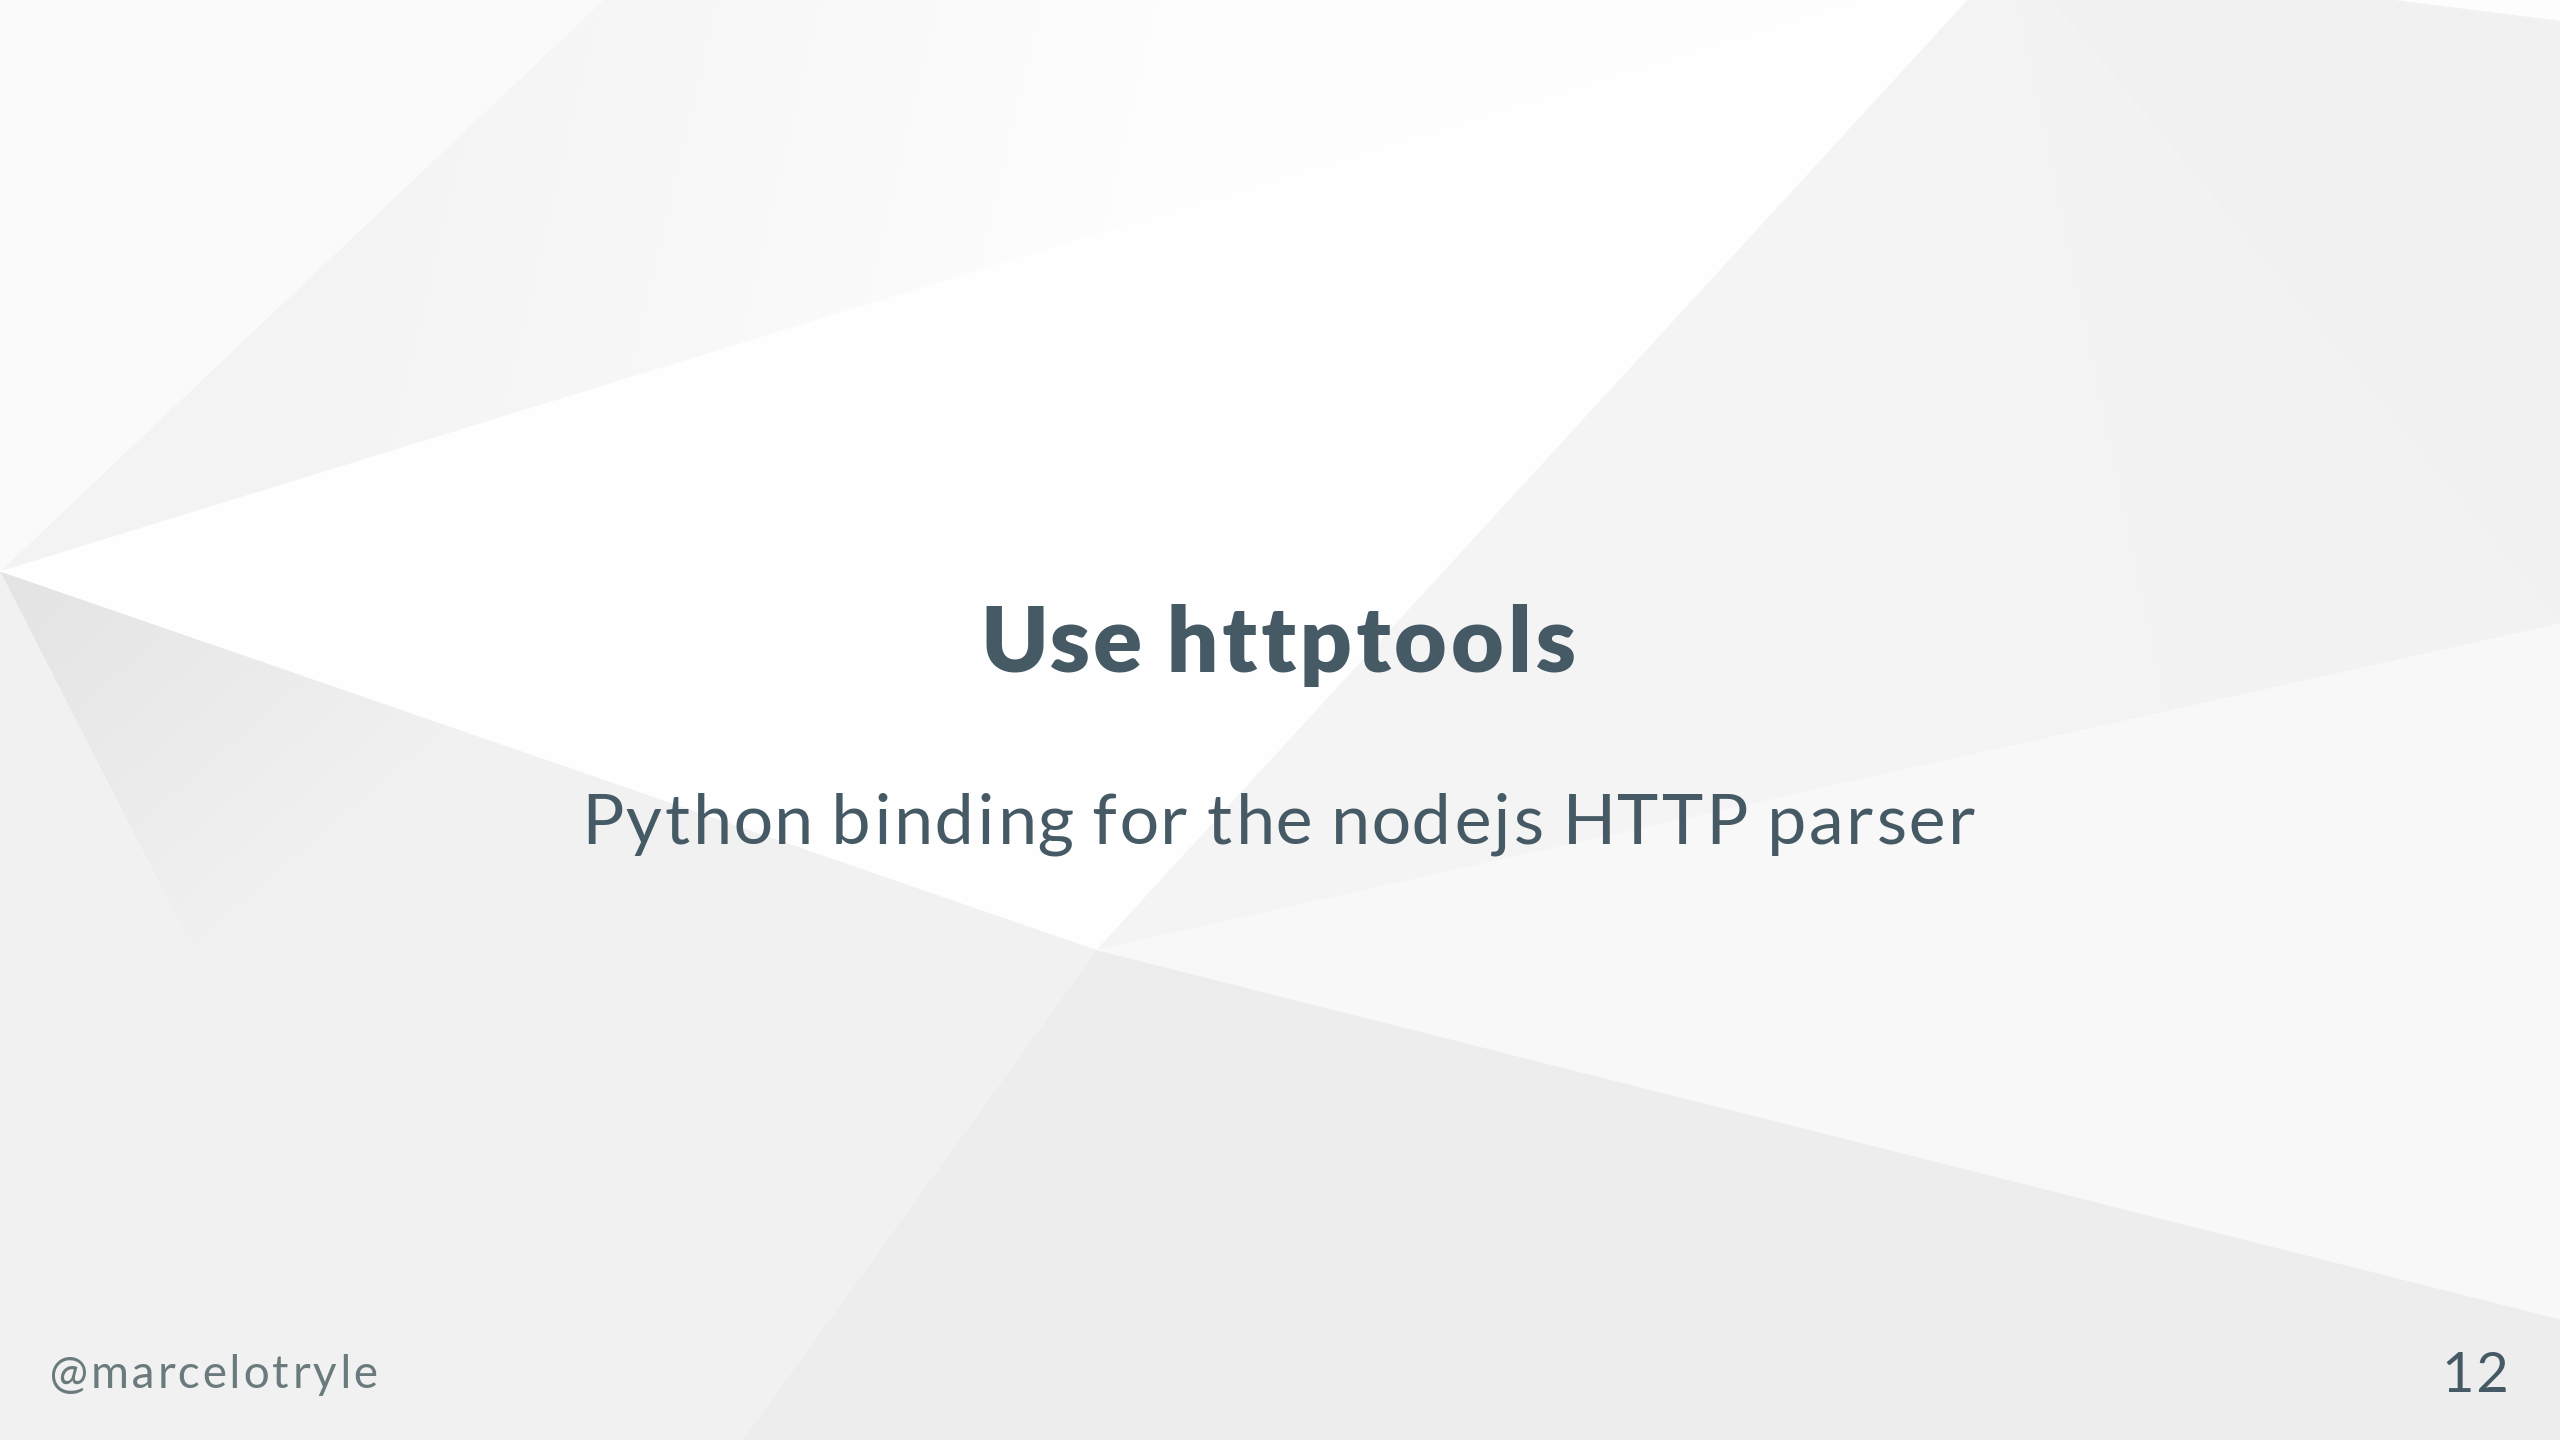 Use httptools
Python binding for the nodejs HTTP parser
@marcelotryle
12